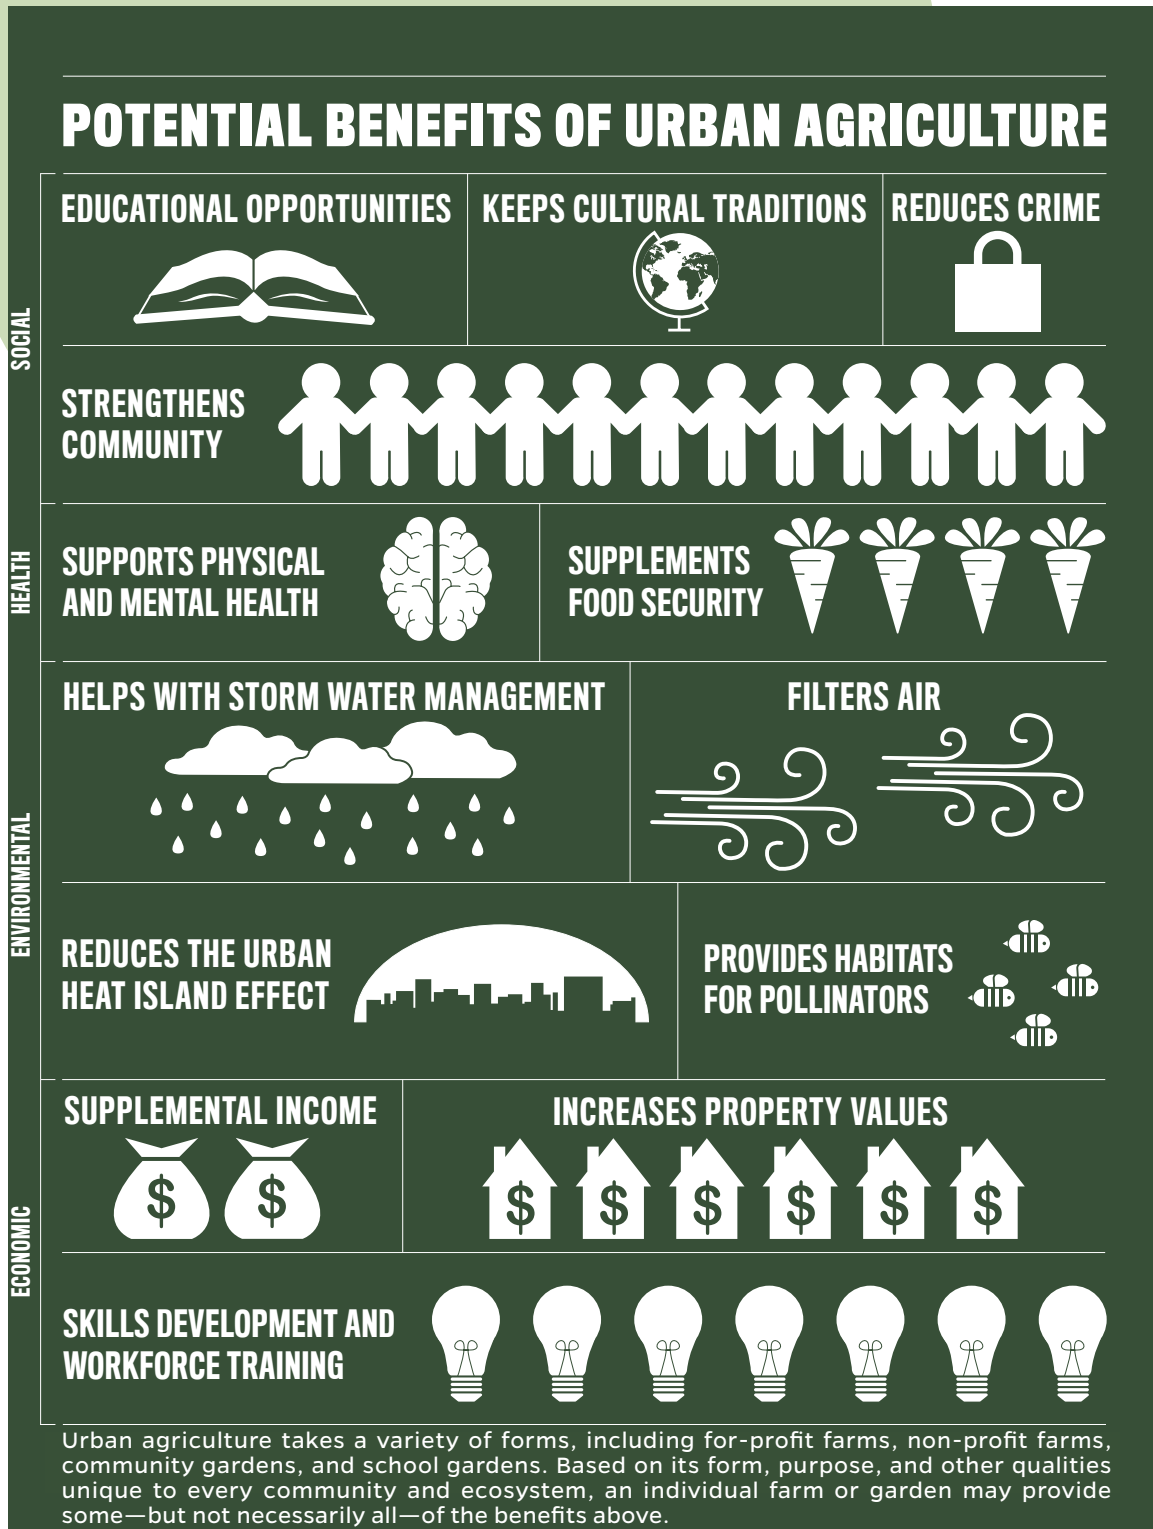 POTENTIAL BENEFITS OF URBAN AGRICULTURE
SOCIAL
EDUCATIONAL OPPORTUNITIES
KEEPS CULTURAL TRADITIONS
REDUCES CRIME
STRENGTHENS
COMMUNITY
HEALTH
SUPPORTS PHYSICAL
AND MENTAL HEALTH
SUPPLEMENTS
FOOD SECURITY
ENVIRONMENTAL
HELPS WITH STORM WATER MANAGEMENT
FILTERS AIR
REDUCES THE URBAN
HEAT ISLAND EFFECT
PROVIDES HABITATS
FOR POLLINATORS
ECONOMIC
SUPPLEMENTAL INCOME
$ $
INCREASES PROPERTY VALUES
$ $ $ $ $ $
SKILLS DEVELOPMENT AND
WORKFORCE TRAINING
Urban agriculture takes a variety of forms, including for-profit farms, non-profit farms,
community gardens, and school gardens. Based on its form, purpose, and other qualities
unique to every community and ecosystem, an individual farm or garden may provide
some—but not necessarily all—of the benefits above.